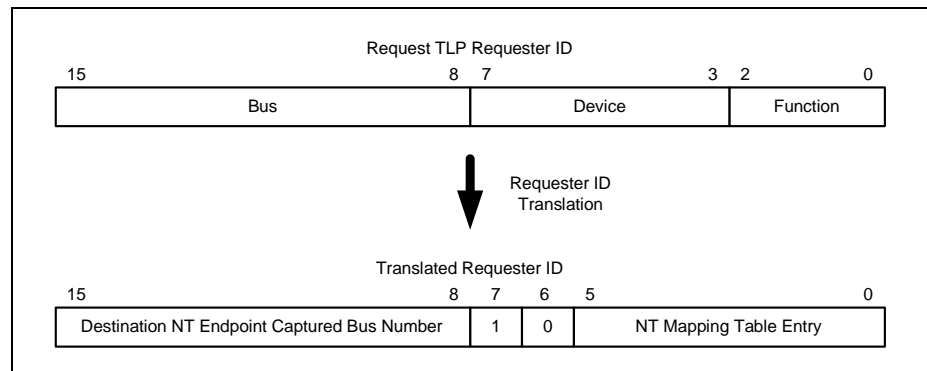 Request TLP Requester ID
15 8 7 3 2 0
Bus Device Function
Requester ID
Translation
Translated Requester ID
15 8 7 6 5 0
Destination NT Endpoint Captured Bus Number 1 0 NT Mapping Table Entry